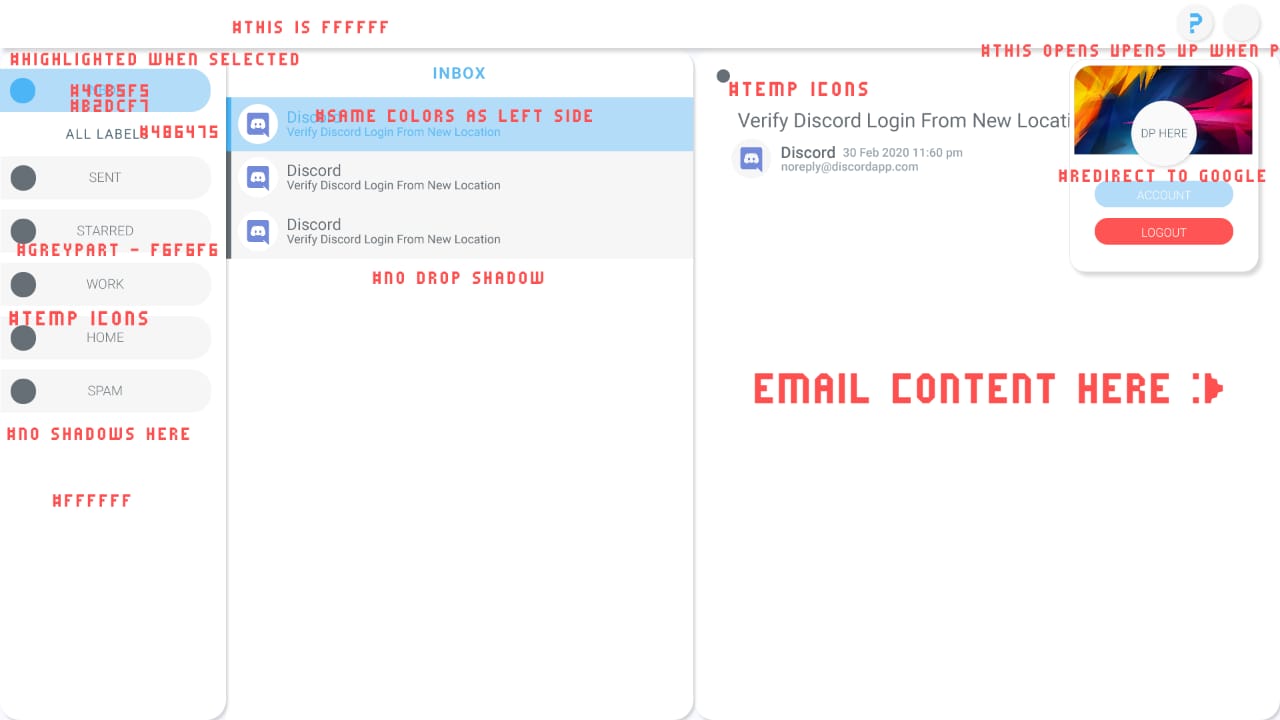 #THIS IS FFFFFF
?
#THIS OPENS UPENS UP WHEN P
#HIGHLIGHTED WHEN SELECTED
#4CB5F5
#B2DCF7
ALL LABEL
#486475
SENT
STARRED
#GREYPART - F6F6F6
WORK
#TEMP ICONS
HOME
SPAM
#NO SHADOWS HERE
#FFFFFF
INBOX
#SAME COLORS AS LEFT SIDE
Verify Discord Login From New Location
Discord
Verify Discord Login From New Location
Discord
Verify Discord Login From New Location
#NO DROP SHADOW
#TEMP ICONS
Verify Discord Login From New Locati
Discord 30 Feb 2020 11:60 pm
noreply@discordapp.com
DP HERE
#REDIRECT TO GOOGLE
ACCOUNT
LOGOUT
EMAIL CONTENT HERE :